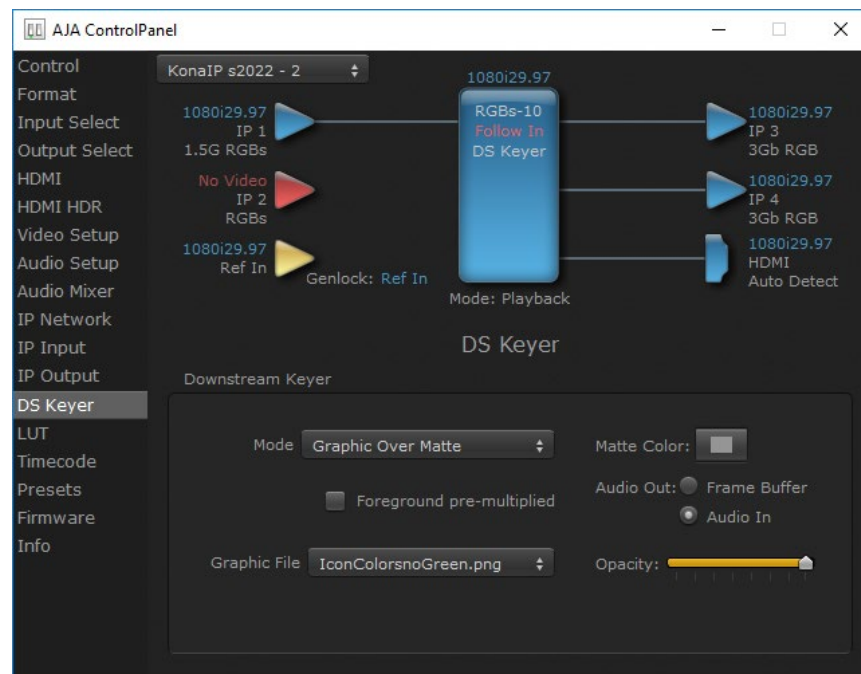 AJA ControlPanel
Control
Format
Input Select
Output Select
HDMI
HDMI HDR
Video Setup
Audio Setup
Audio Mixer
IP Network
IP Input
IP Output
DS Keyer
LUT
Timecode
Presets
Firmware
Info
KonaIP s2022 - 2
1080i29.97
IP 1
1.5G RGBs
No Video
IP 2
RGBs
1080i29.97
Ref In
Genlock: Ref In
1080i29.97
RGBs-10
Follow In
DS Keyer
Mode: Playback
1080i29.97
IP 3
3Gb RGB
1080i29.97
IP 4
3Gb RGB
1080i29.97
HDMI
Auto Detect
DS Keyer
Downstream Keyer
Mode Graphic Over Matte
Foreground pre-multiplied
Graphic File IconColorsnoGreen.png
Matte Color:
Audio Out: Frame Buffer
Audio In
Opacity: